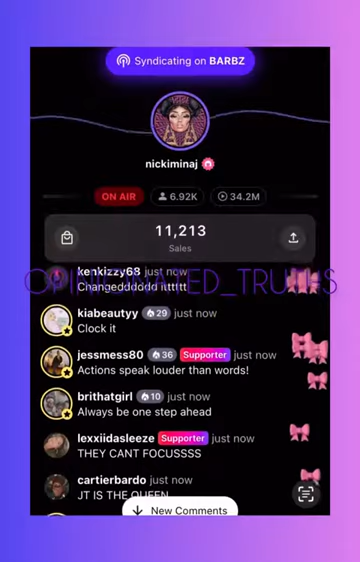 Syndicating on BARBZ
nickiminaj
ON AIR
6.92K
34.2M
11,213
Sales
kenkizzy68 just now
OPINIONATED_TRUTHS
Changedddddd itttttt
kiabeautyy 29 just now
Clock it
jessmess80 36 Supporter just now
Actions speak louder than words!
brithatgirl 10 just now
Always be one step ahead
lexxiidasleeze Supporter just now
THEY CANT FOCUSSSS
cartierbardo just now
JT IS THE QUEEN
New Comments